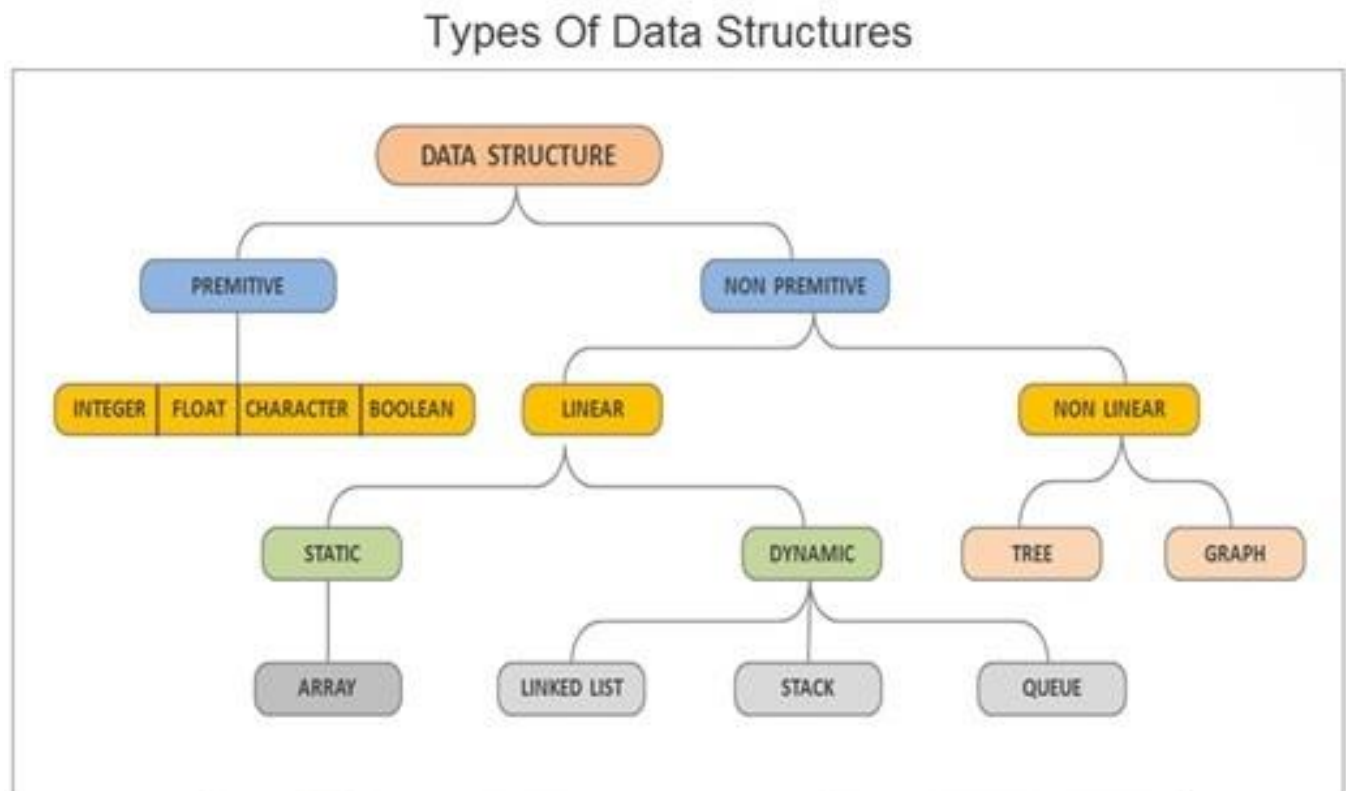 Types Of Data Structures
DATA STRUCTURE
PREMITIVE
NON PREMITIVE
INTEGER
FLOAT
CHARACTER
BOOLEAN
LINEAR
NON LINEAR
STATIC
DYNAMIC
TREE
GRAPH
ARRAY
LINKED LIST
STACK
QUEUE